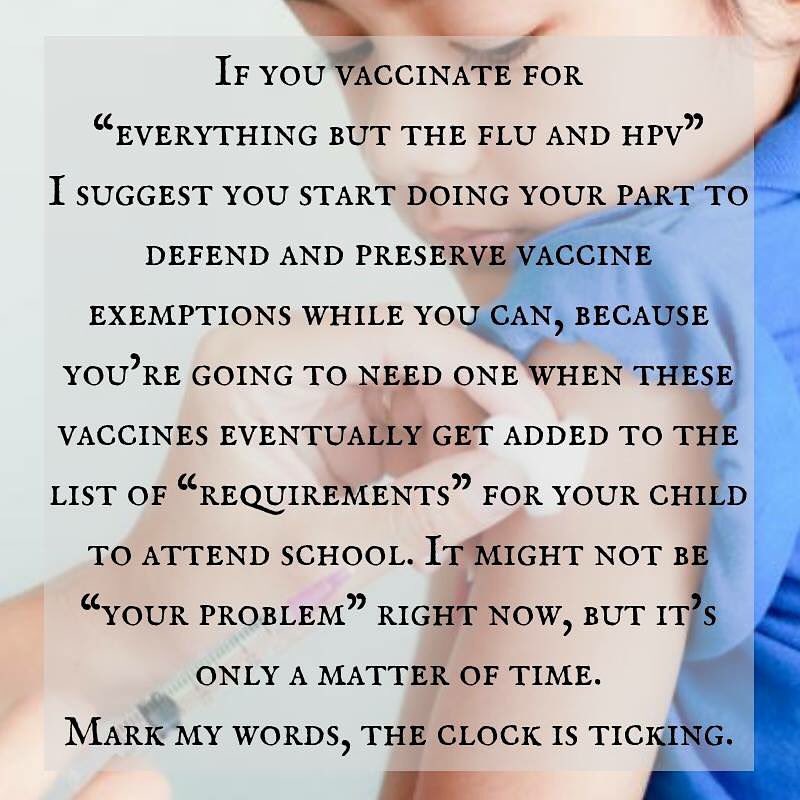 If you vaccinate for
“everything but the flu and HPV”
I suggest you start doing your part to
defend and preserve vaccine
exemptions while you can, because
you’re going to need one when these
vaccines eventually get added to the
list of “requirements” for your child
to attend school. It might not be
“your problem” right now, but it’s
only a matter of time.
Mark my words, the clock is ticking.